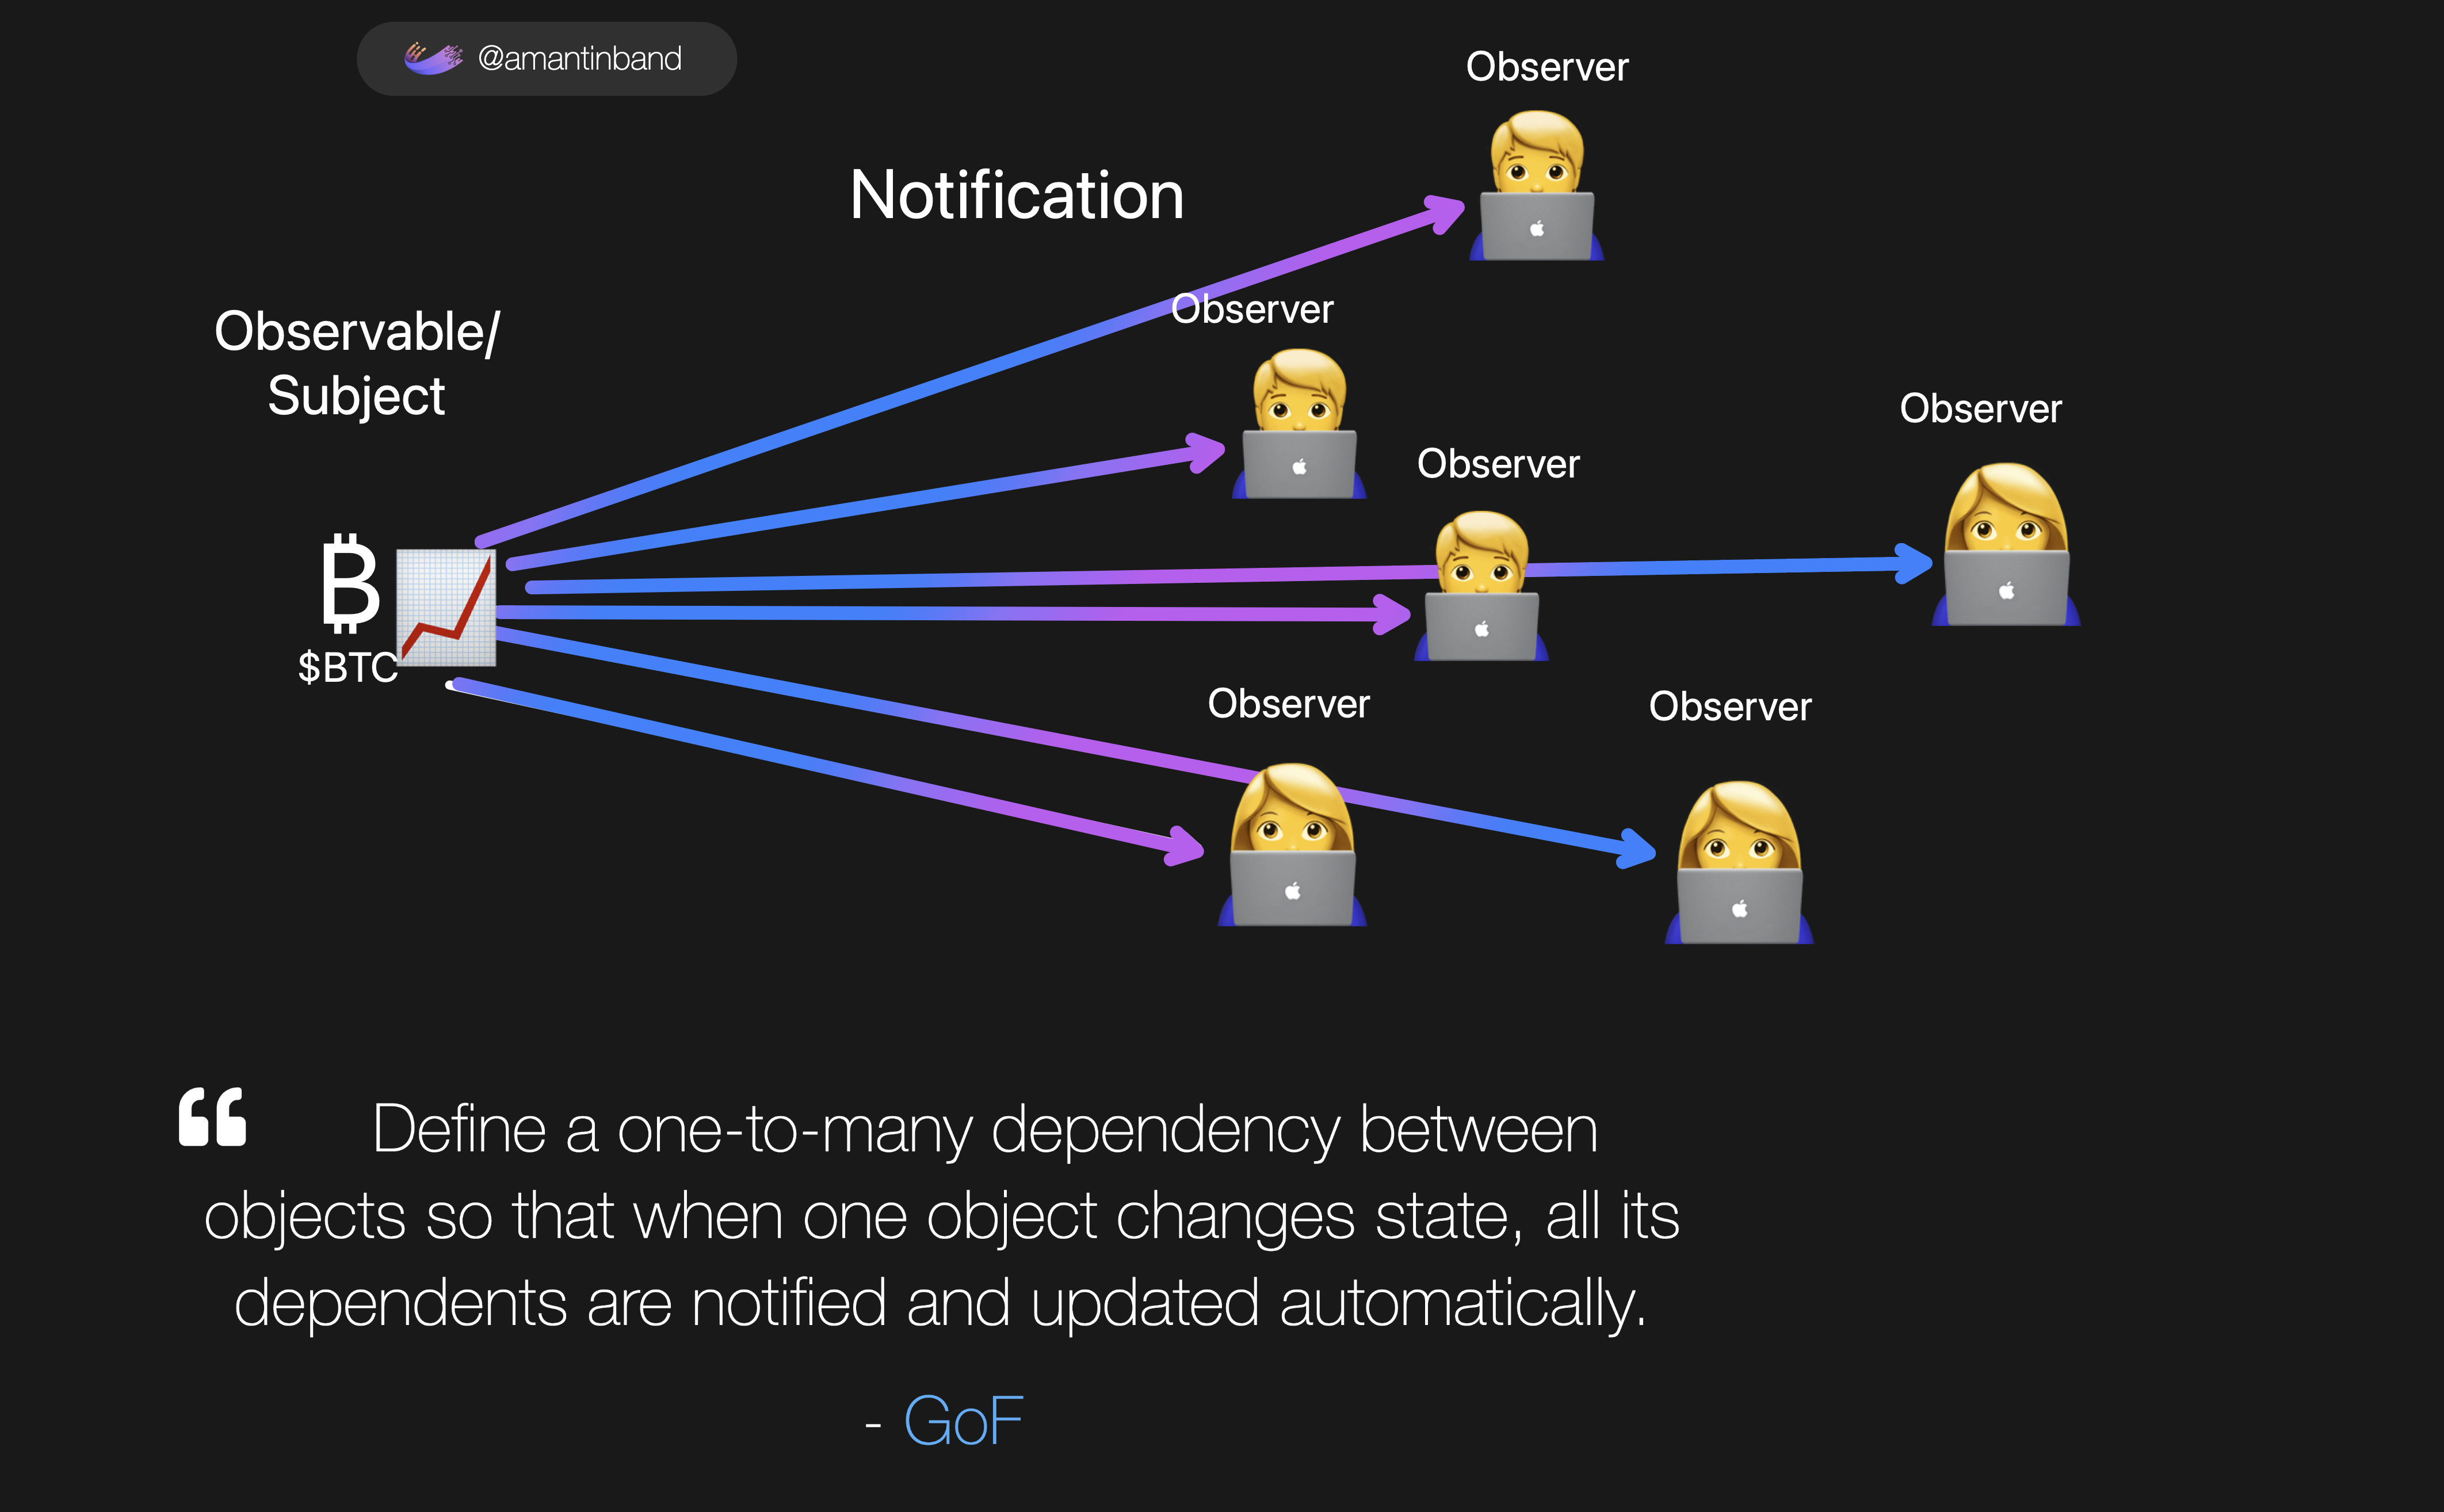 @amantinband
Observer
Notification
Observer
Observable/
Subject
Observer
Observer
₿
$BTC
Observer
Observer
“ Define a one-to-many dependency between
objects so that when one object changes state, all its
dependents are notified and updated automatically.
- GoF